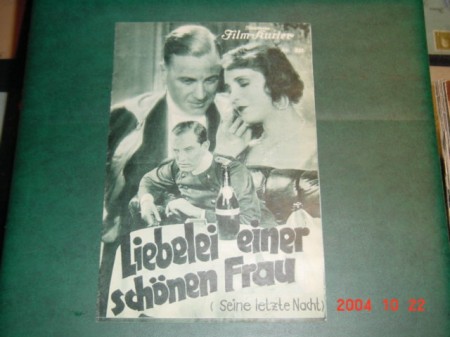 Film-Kurier
Liebelei einer
schönen Frau
( Seine letzte Nacht)
2004 10 22